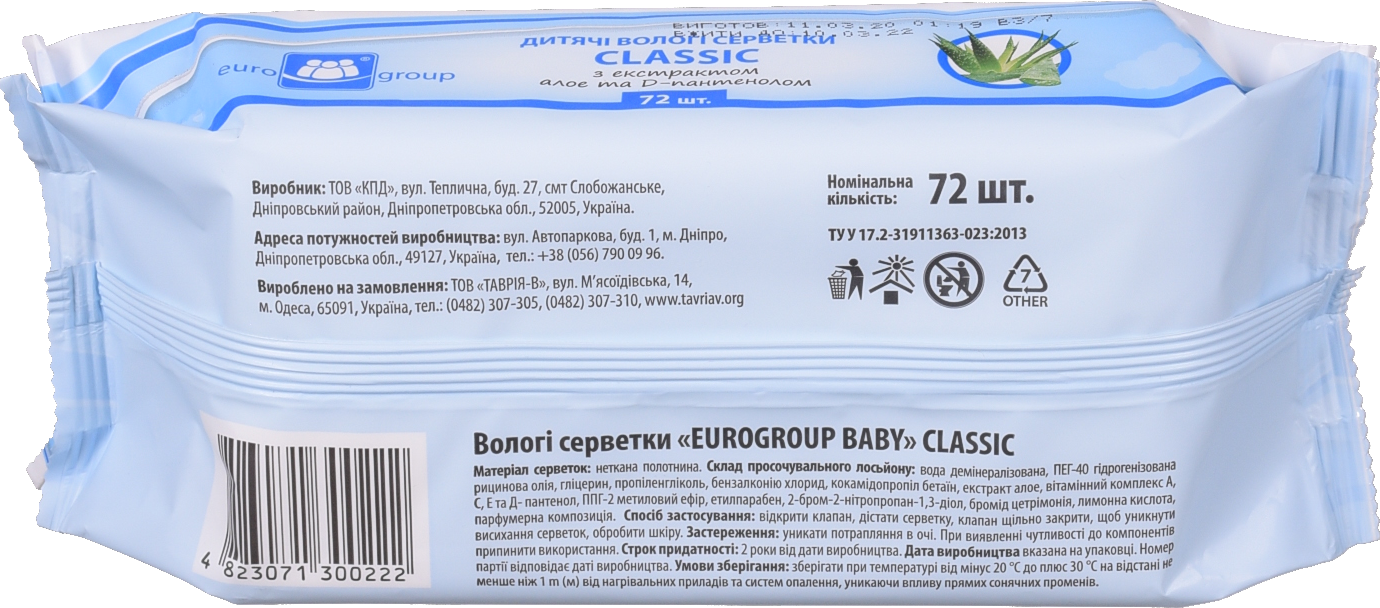 ВИГОТОВ: 11.03.20 01:19 В3/7
ВЖИТИ ДО:10.03.22
ДИТЯЧІ ВОЛОГІ СЕРВЕТКИ
CLASSIC
euro group
з екстрактом
алое та D-пантенолом
72 шт.
Виробник: ТОВ «КПД», вул. Теплична, буд. 27, смт Слобожанське,
Дніпровський район, Дніпропетровська обл., 52005, Україна.
Адреса потужностей виробництва: вул. Автопаркова, буд. 1, м. Дніпро,
Дніпропетровська обл., 49127, Україна, тел.: +38 (056) 790 09 96.
Вироблено на замовлення: ТОВ «ТАВРІЯ-В», вул. М’ясоїдівська, 14,
м. Одеса, 65091, Україна, тел.: (0482) 307-305, (0482) 307-310, www.tavriav.org
Номінальна
кількість: 72 шт.
ТУ У 17.2-31911363-023:2013
7
OTHER
Вологі серветки «EUROGROUP BABY» CLASSIC
Матеріал серветок: неткана полотнина. Склад просочувального лосьйону: вода демінералізована, ПЕГ-40 гідрогенізована
рицинова олія, гліцерин, пропіленгліколь, бензалконію хлорид, кокамідопропіл бетаїн, екстракт алое, вітамінний комплекс А,
С, Е та Д- пантенол, ППГ-2 метиловий ефір, етилпарабен, 2-бром-2-нітропропан-1,3-діол, бромід цетрімонія, лимонна кислота,
парфумерна композиція. Спосіб застосування: відкрити клапан, дістати серветку, клапан щільно закрити, щоб уникнути
висихання серветок, обробити шкіру. Застереження: уникати потрапляння в очі. При виявленні чутливості до компонентів
припинити використання. Строк придатності: 2 роки від дати виробництва. Дата виробництва вказана на упаковці. Номер
партії відповідає даті виробництва. Умови зберігання: зберігати при температурі від мінус 20 °С до плюс 30 °С на відстані не
менше ніж 1 m (м) від нагрівальних приладів та систем опалення, уникаючи впливу прямих сонячних променів.
4 823071 300222